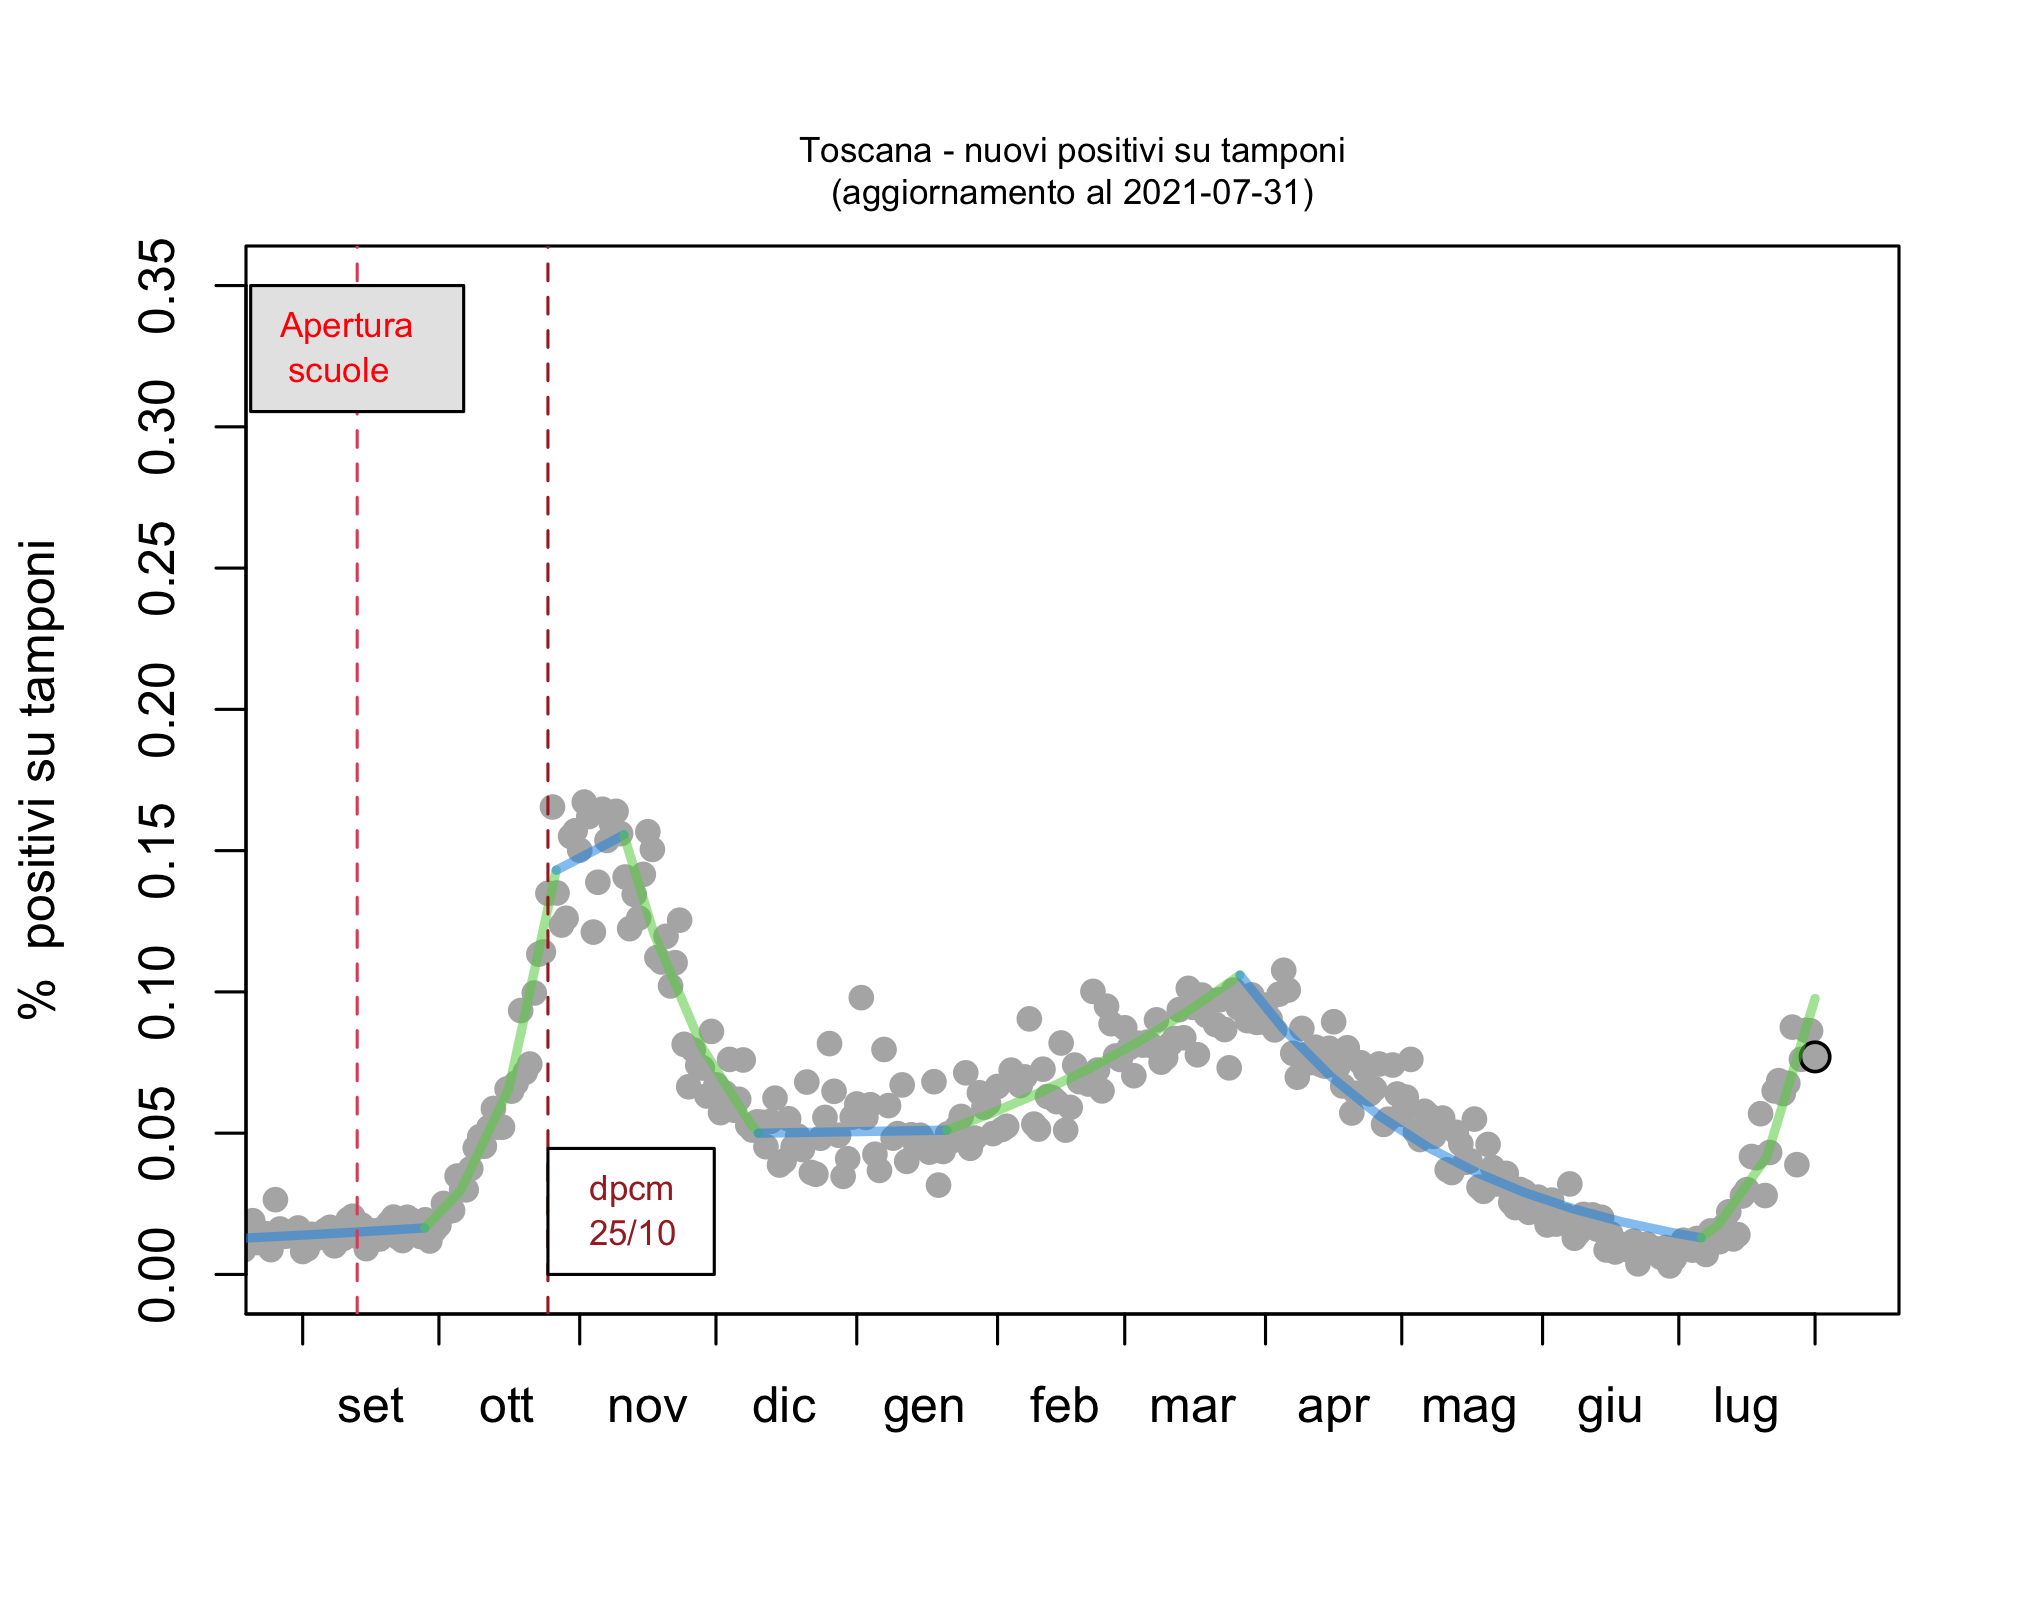 Toscana - nuovi positivi su tamponi
(aggiornamento al 2021-07-31)
% positivi su tamponi
0.35
0.30
0.25
0.20
0.15
0.10
0.05
0.00
Apertura
scuole
dpcm
25/10
set ott nov dic gen feb mar apr mag giu lug